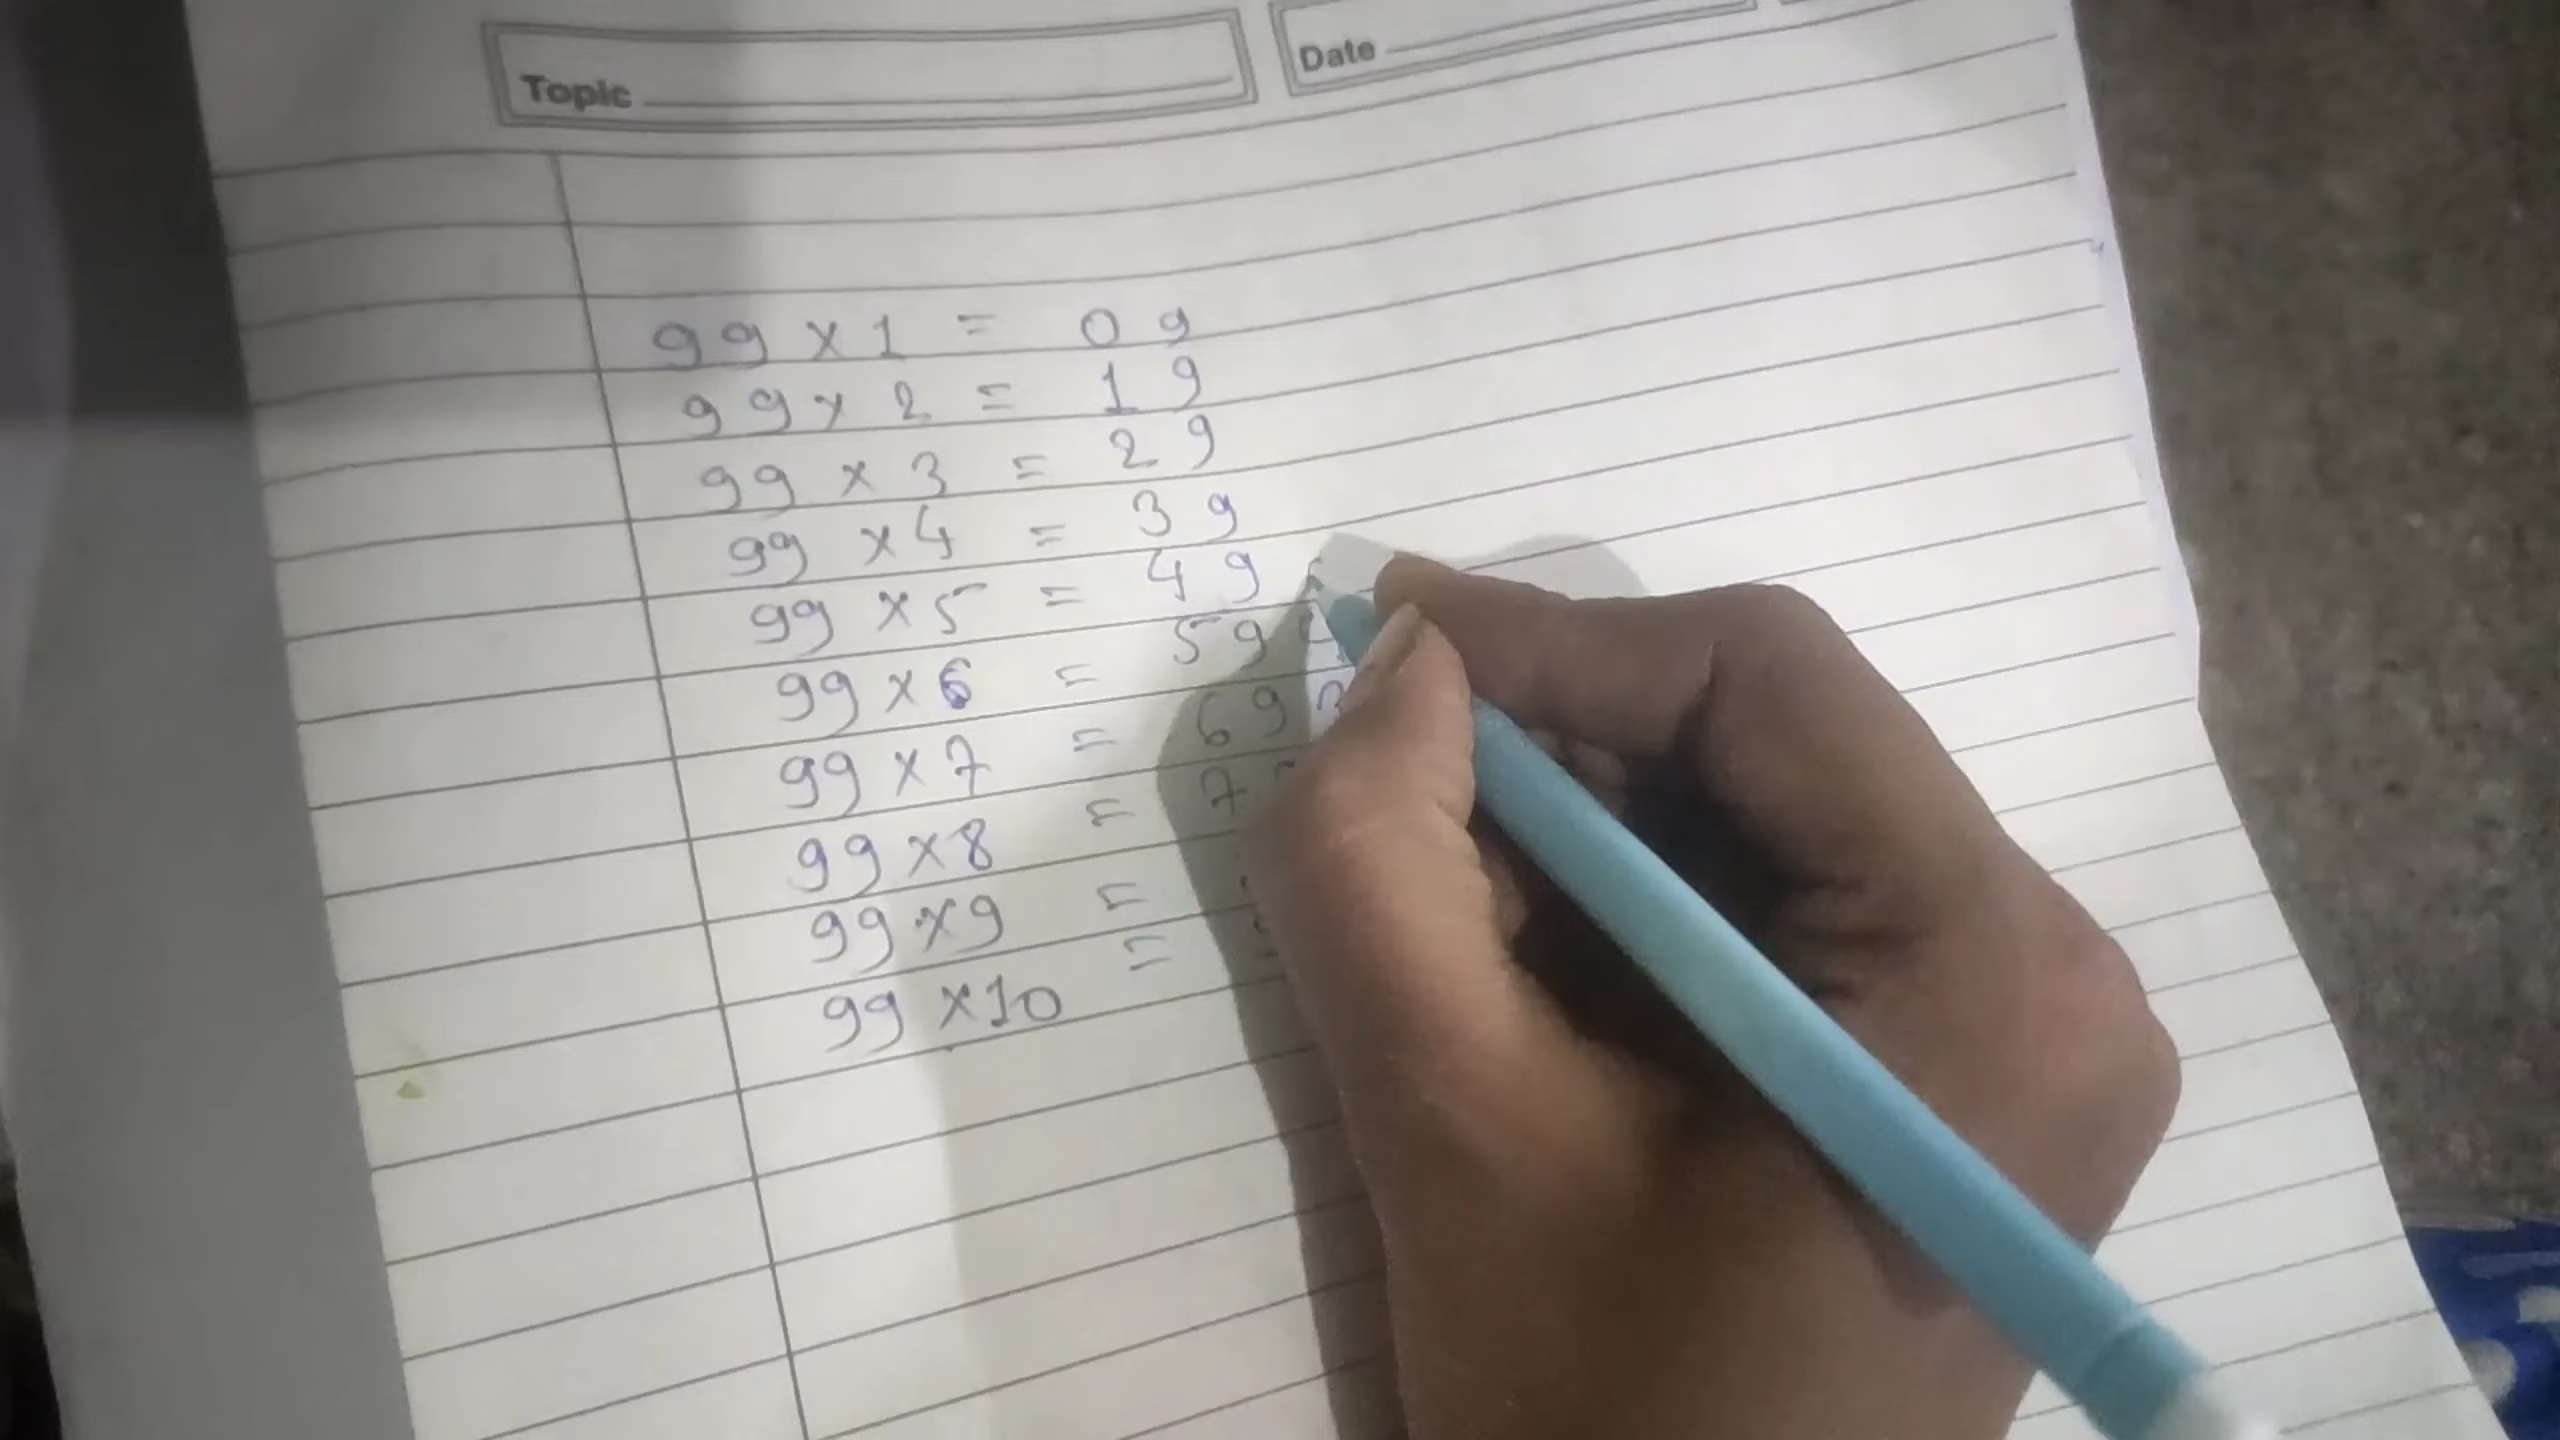 Topic
Date
99 x 1 = 09
99 x 2 = 19
99 x 3 = 29
99 x 4 = 39
99 x 5 = 49
99 x 6 = 59
99 x 7 = 69
99 x 8 = 7
99 x 9 =
99 x 10 =